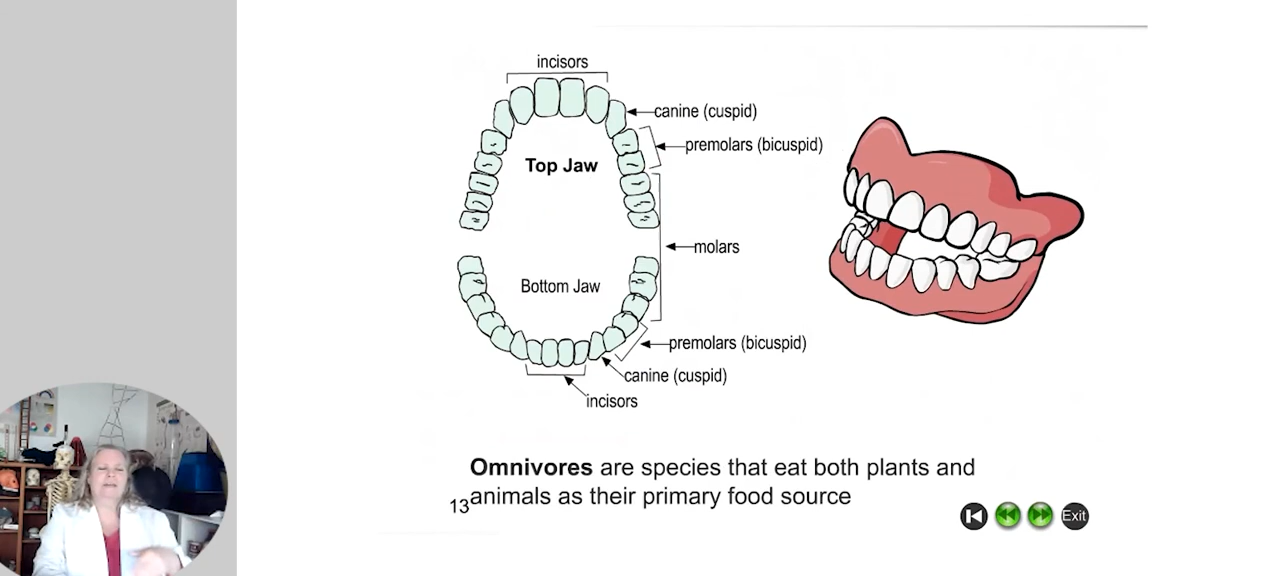 incisors
canine (cuspid)
premolars (bicuspid)
Top Jaw
molars
Bottom Jaw
premolars (bicuspid)
canine (cuspid)
incisors
Omnivores are species that eat both plants and
13 animals as their primary food source
Exit